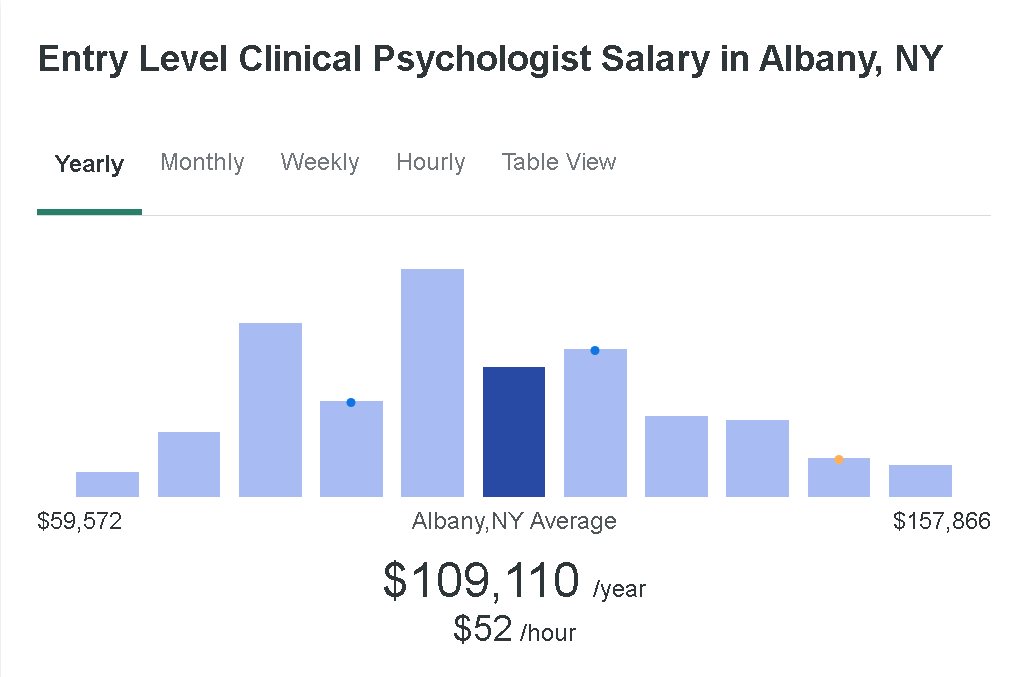 Entry Level Clinical Psychologist Salary in Albany, NY
Yearly Monthly Weekly Hourly Table View
$59,572 Albany,NY Average $157,866
$109,110 /year
$52 /hour